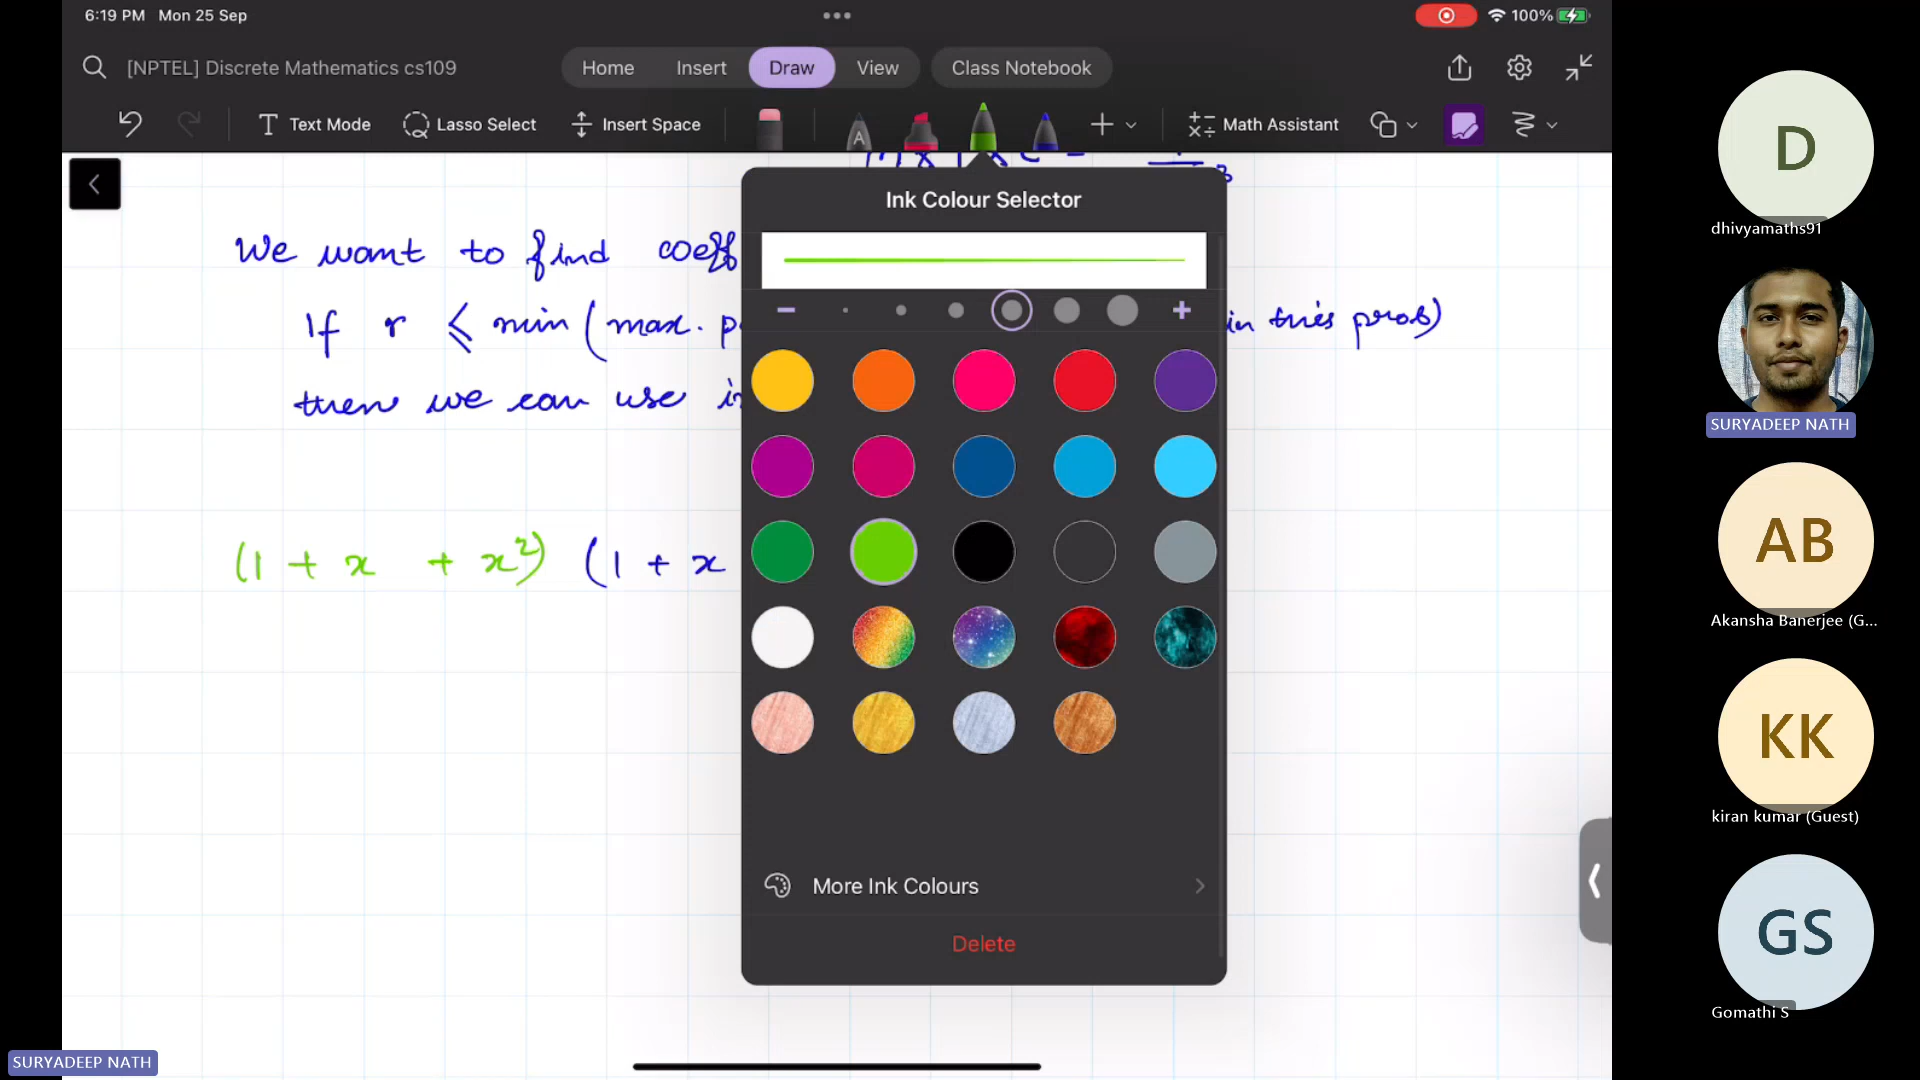 6:19 PM Mon 25 Sep
100%
[NPTEL] Discrete Mathematics cs109
Home Insert Draw View Class Notebook
Text Mode Lasso Select Insert Space A Math Assistant
We want to find coeff
If r ≤ min (max. p in this prob)
then we can use
(1 + x + x²) (1 + x
Ink Colour Selector
More Ink Colours
Delete
D
dhivyamaths91
SURYADEEP NATH
AB
Akansha Banerjee (G...
KK
kiran kumar (Guest)
GS
Gomathi S
SURYADEEP NATH